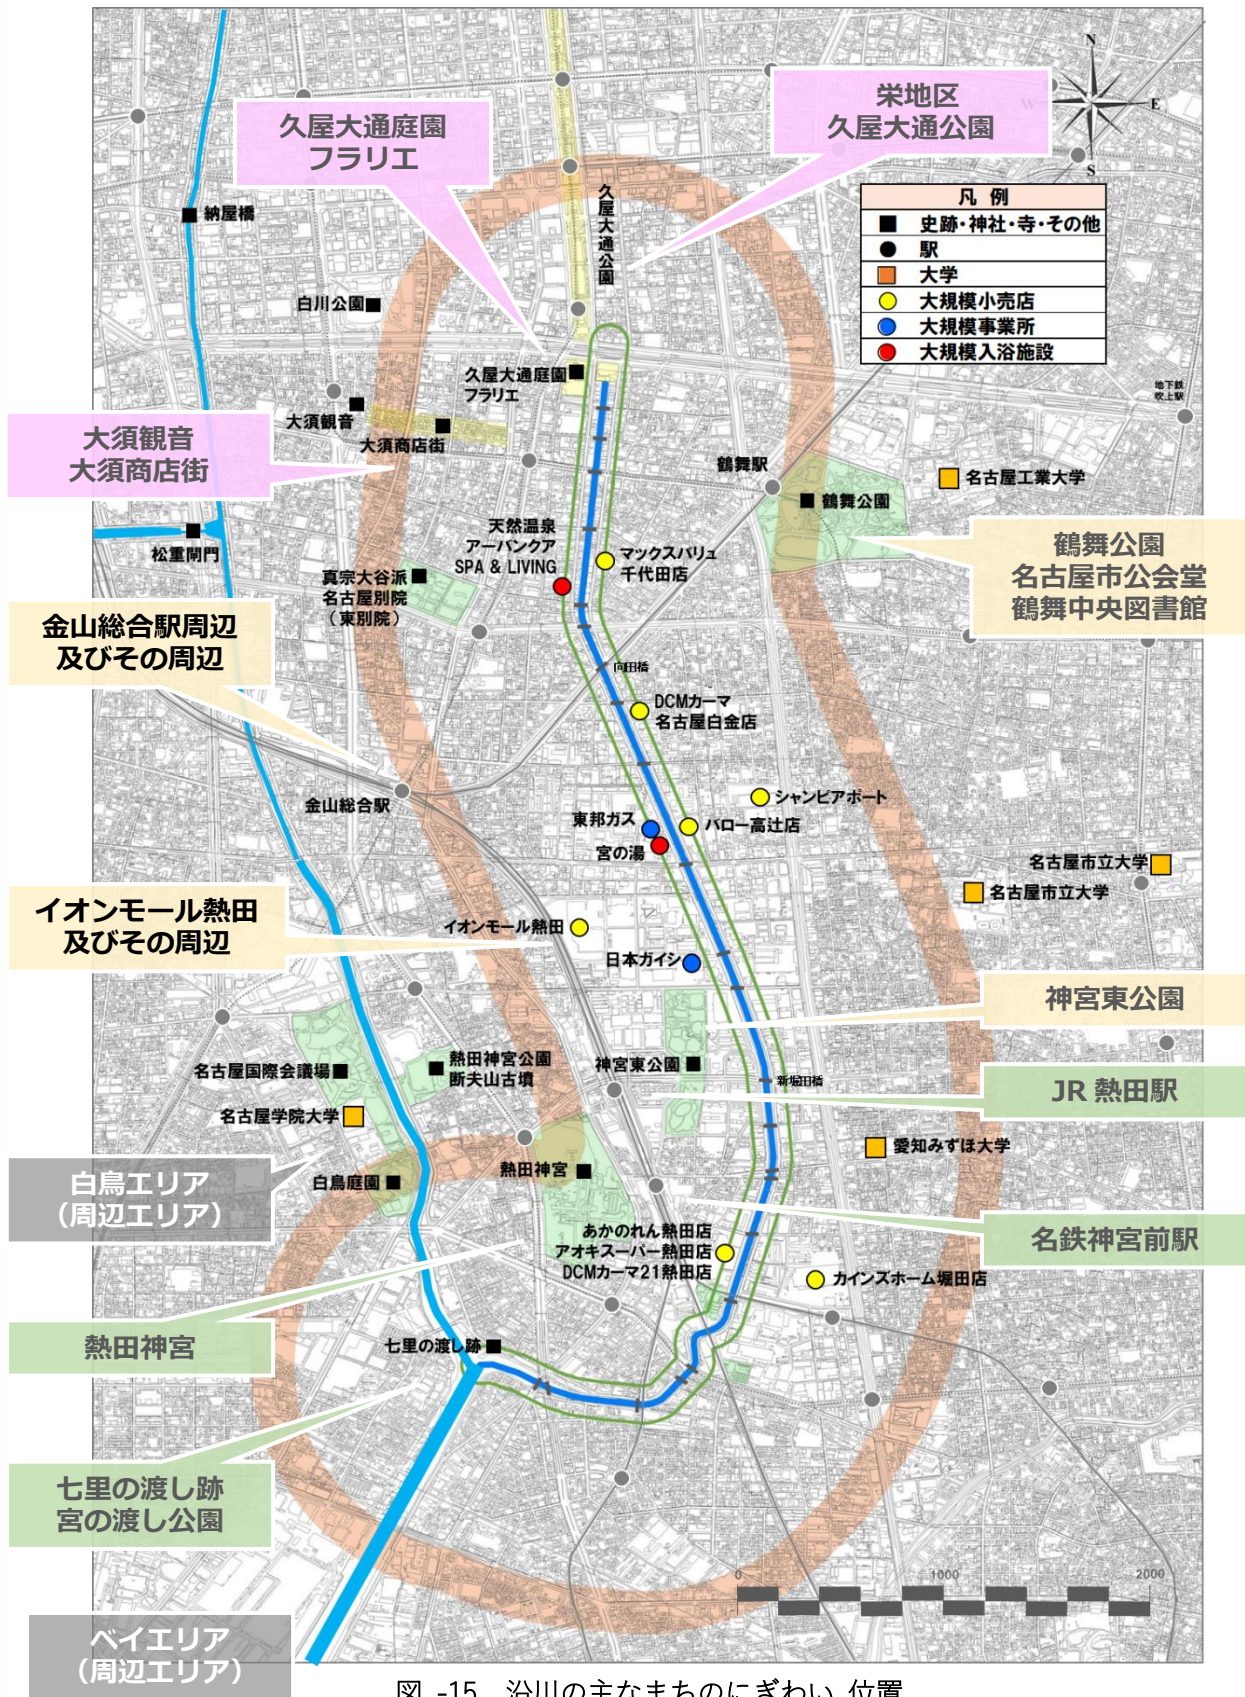 N
W
E
S
栄地区
久屋大通公園
久屋大通庭園
フラリエ
凡 例
史跡・神社・寺・その他
駅
大学
大規模小売店
大規模事業所
大規模入浴施設
納屋橋
久屋大通公園
白川公園
久屋大通庭園
フラリエ
地下鉄
吹上駅
大須観音
大須商店街
大須観音
大須商店街
鶴舞駅
鶴舞公園
名古屋工業大学
松重閘門
天然温泉
アーバンクア
SPA & LIVING
マックスバリュ
千代田店
鶴舞公園
名古屋市公会堂
鶴舞中央図書館
真宗大谷派
名古屋別院
(東別院)
金山総合駅周辺
及びその周辺
向田橋
DCMカーマ
名古屋白金店
金山総合駅
シャンピアポート
東邦ガス
バロー高辻店
宮の湯
名古屋市立大学
名古屋市立大学
イオンモール熱田
及びその周辺
イオンモール熱田
日本ガイシ
神宮東公園
名古屋国際会議場
熱田神宮公園
断夫山古墳
神宮東公園
新堀田橋
JR 熱田駅
名古屋学院大学
愛知みずほ大学
白鳥エリア
(周辺エリア)
白鳥庭園
熱田神宮
名鉄神宮前駅
あかのれん熱田店
アオキスーパー熱田店
DCMカーマ21熱田店
カインズホーム堀田店
熱田神宮
七里の渡し跡
七里の渡し跡
宮の渡し公園
0 1000 2000
ベイエリア
(周辺エリア)
図 -15 沿川の主なまちのにぎわい 位置